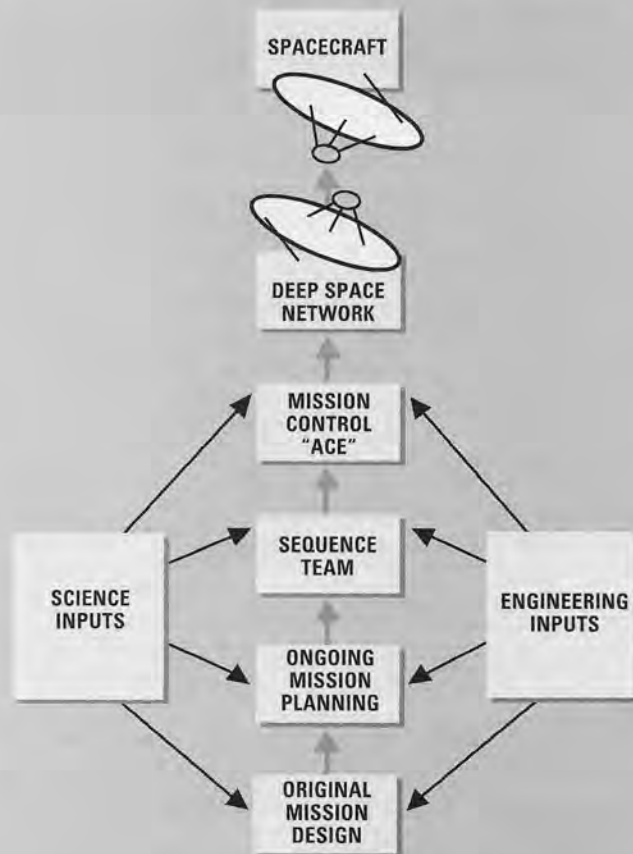 SPACECRAFT
DEEP SPACE
NETWORK
MISSION
CONTROL
"ACE"
SEQUENCE
TEAM
SCIENCE
INPUTS
ENGINEERING
INPUTS
ONGOING
MISSION
PLANNING
ORIGINAL
MISSION
DESIGN